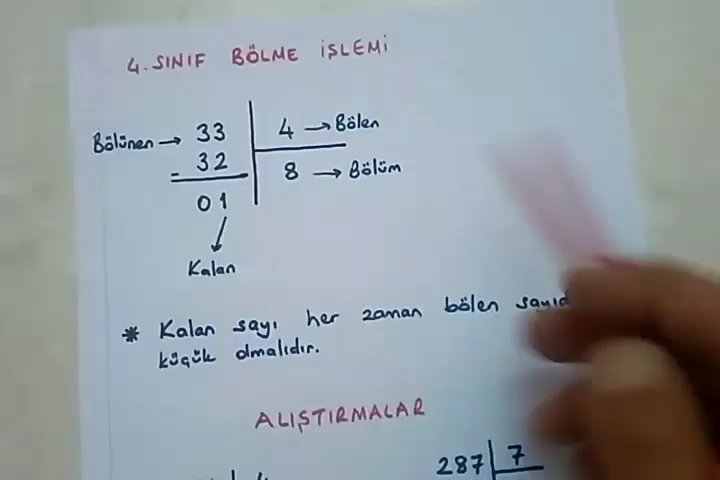 4. SINIF BÖLME İŞLEMİ
Bölünen → 33 4 → Bölen
- 32 8 → Bölüm
01
Kalan
* Kalan sayı her zaman bölen
küçük olmalıdır.
ALIŞTIRMALAR
287 7